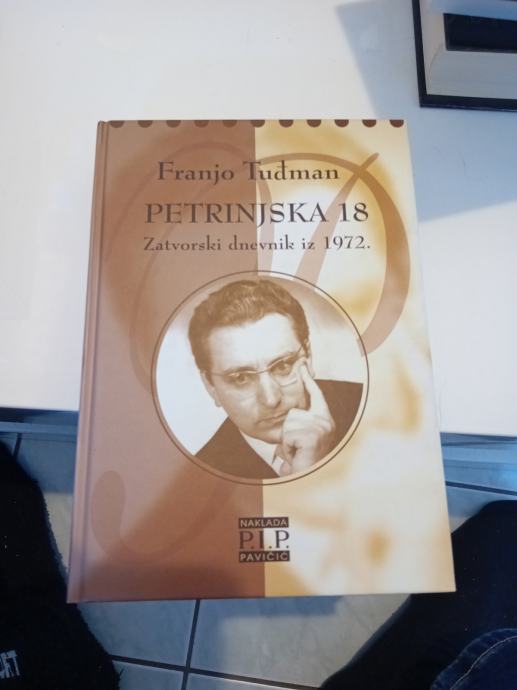 Franjo Tuđman
PETRINJSKA 18
Zatvorski dnevnik iz 1972.
NAKLADA
P.I.P.
PAVIČIĆ